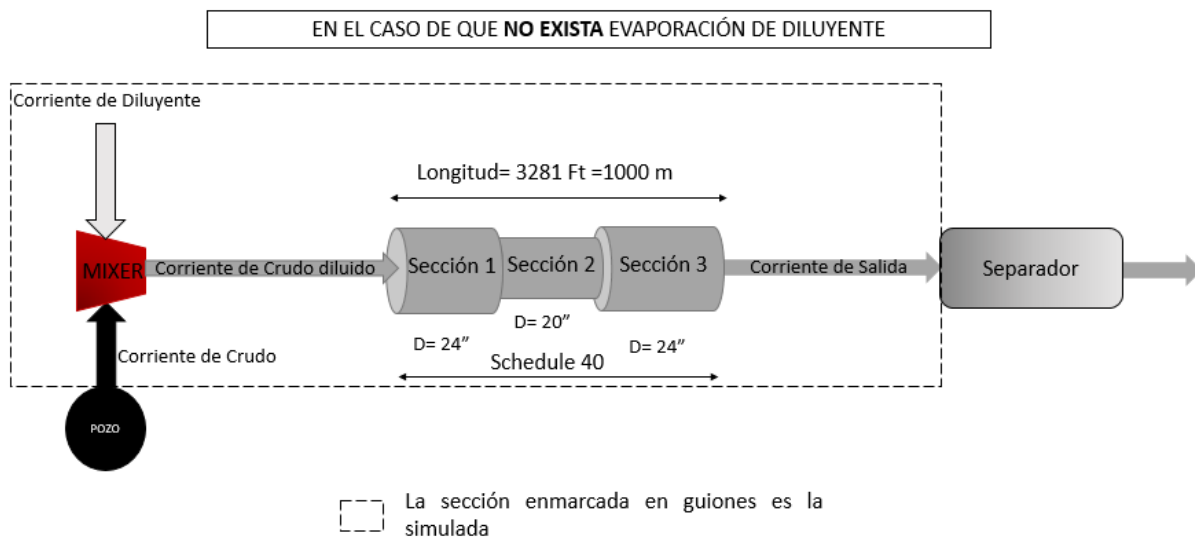 EN EL CASO DE QUE NO EXISTA EVAPORACIÓN DE DILUYENTE
Corriente de Diluyente
Longitud= 3281 Ft =1000 m
MIXER
Corriente de Crudo diluido
Sección 1
Sección 2
Sección 3
Corriente de Salida
Separador
D= 24”
D= 20”
D= 24”
Schedule 40
Corriente de Crudo
POZO
La sección enmarcada en guiones es la
simulada